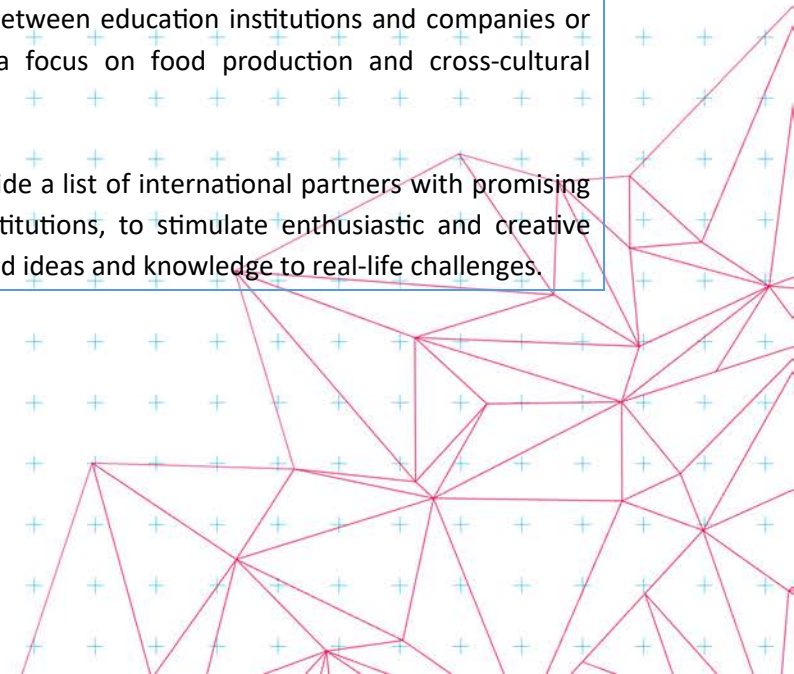 etween education institutions and companies or
a focus on food production and cross-cultural
ide a list of international partners with promising
titutions, to stimulate enthusiastic and creative
d ideas and knowledge to real-life challenges.